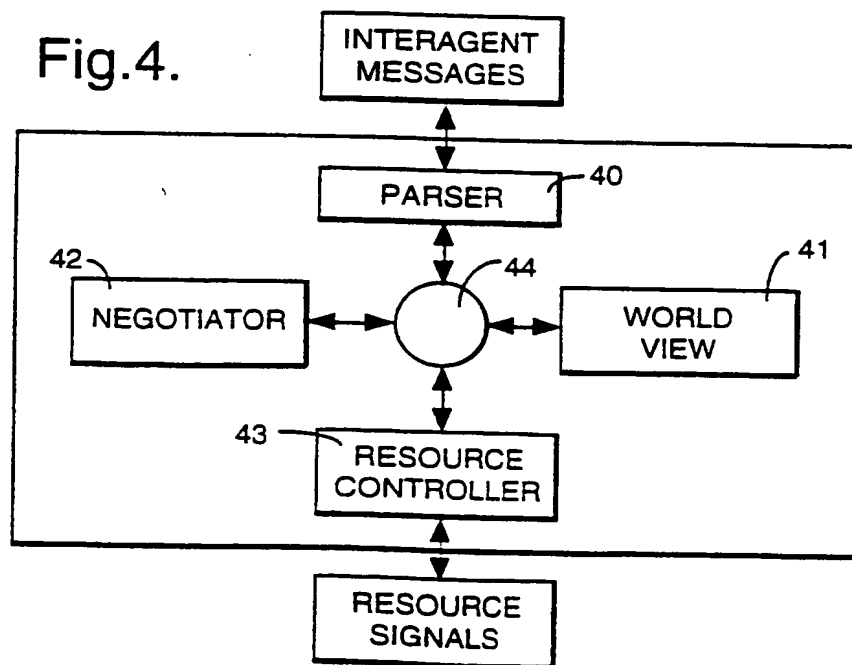 Fig.4.
INTERAGENT
MESSAGES
PARSER
40
42
44
41
NEGOTIATOR
WORLD
VIEW
43
RESOURCE
CONTROLLER
RESOURCE
SIGNALS